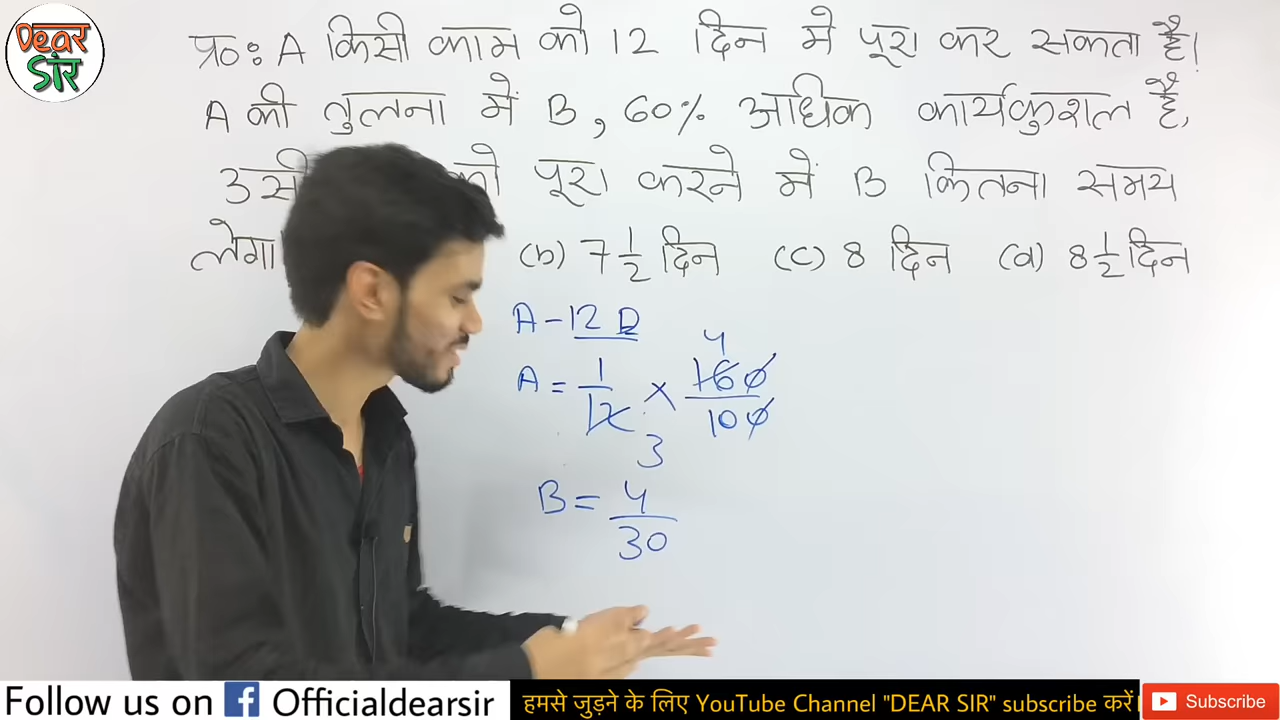 Dear Sir
प्र०ः A किसी काम को 12 दिन मे पूरा कर सकता है।
A की तुलना में B, 60% अधिक कार्यकुशल है,
उसी को पूरा करने में B कितना समय
लेगा (b) 7 1/2 दिन (c) 8 दिन (d) 8 1/2 दिन
A - 12 D
4
A = 1/12 × 160/100
3
B = 4/30
Follow us on f Officialdearsir
हमसे जुड़ने के लिए YouTube Channel "DEAR SIR" subscribe करें।
Subscribe